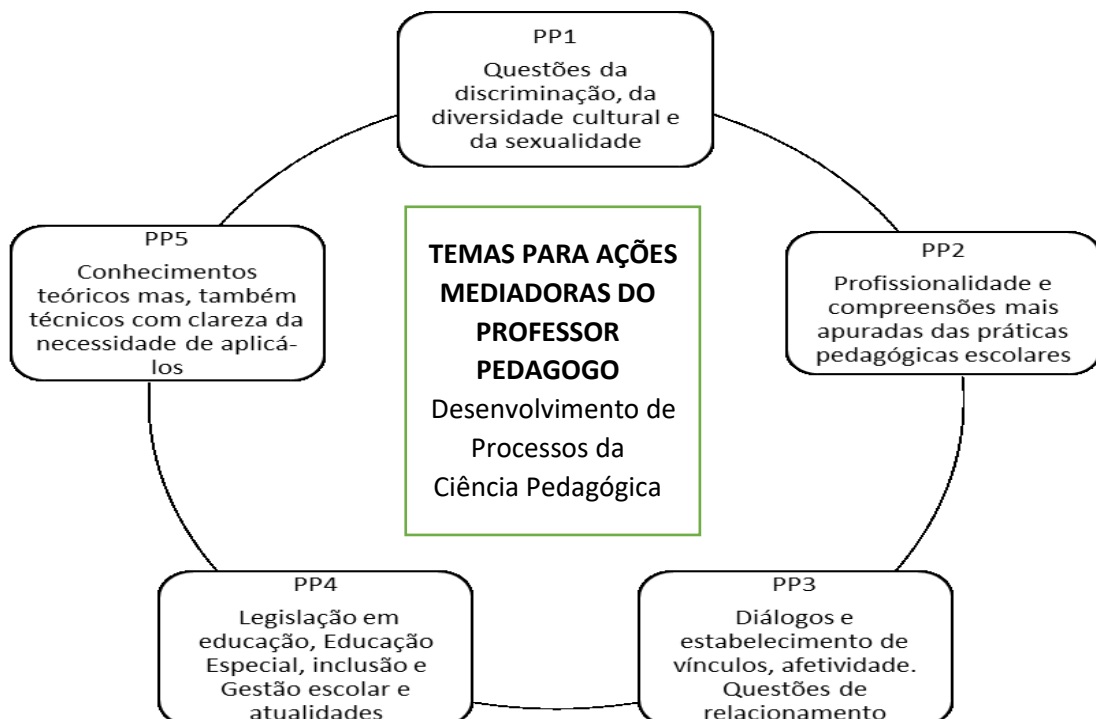 PP1
Questões da
discriminação, da
diversidade cultural e
da sexualidade
PP5
Conhecimentos
teóricos mas, também
técnicos com clareza da
necessidade de aplicá-
los
TEMAS PARA AÇÕES
MEDIADORAS DO
PROFESSOR
PEDAGOGO
Desenvolvimento de
Processos da
Ciência Pedagógica
PP2
Profissionalidade e
compreensões mais
apuradas das práticas
pedagógicas escolares
PP4
Legislação em
educação, Educação
Especial, inclusão e
Gestão escolar e
atualidades
PP3
Diálogos e
estabelecimento de
vínculos, afetividade.
Questões de
relacionamento